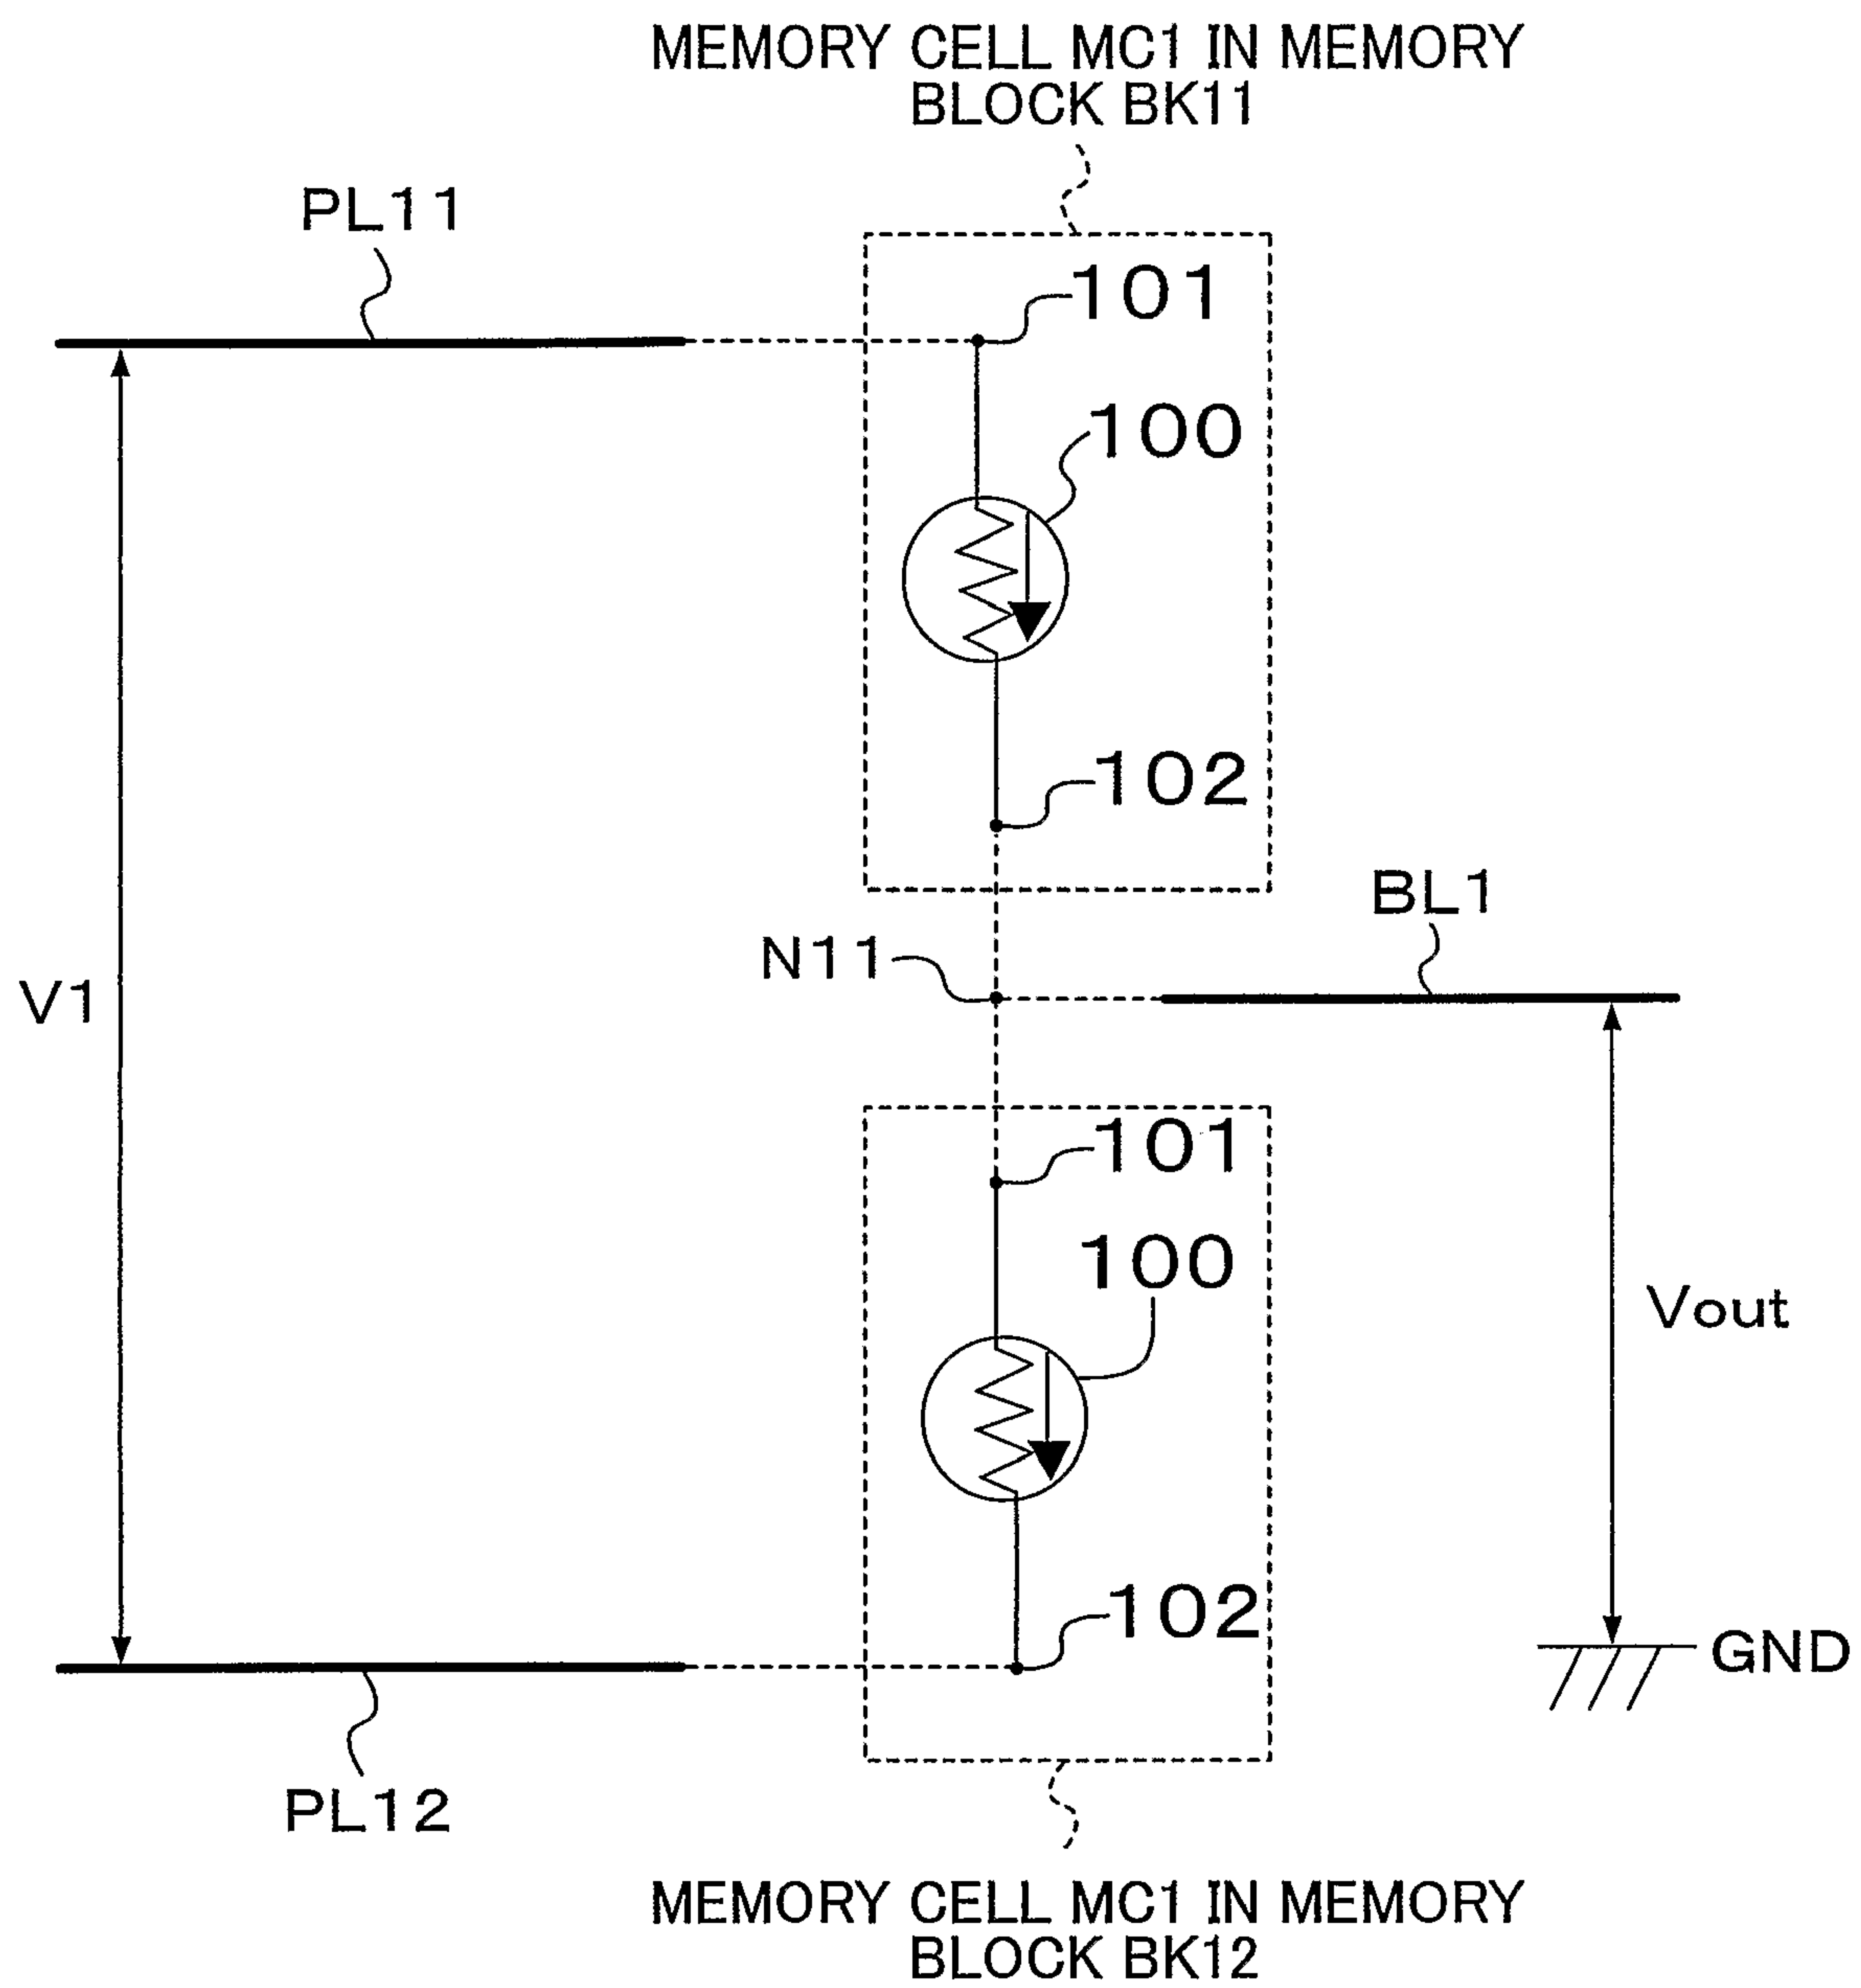 MEMORY CELL MC1 IN MEMORY
BLOCK BK11
PL11
101
100
102
BL1
N11
V1
101
100
Vout
102
GND
PL12
MEMORY CELL MC1 IN MEMORY
BLOCK BK12